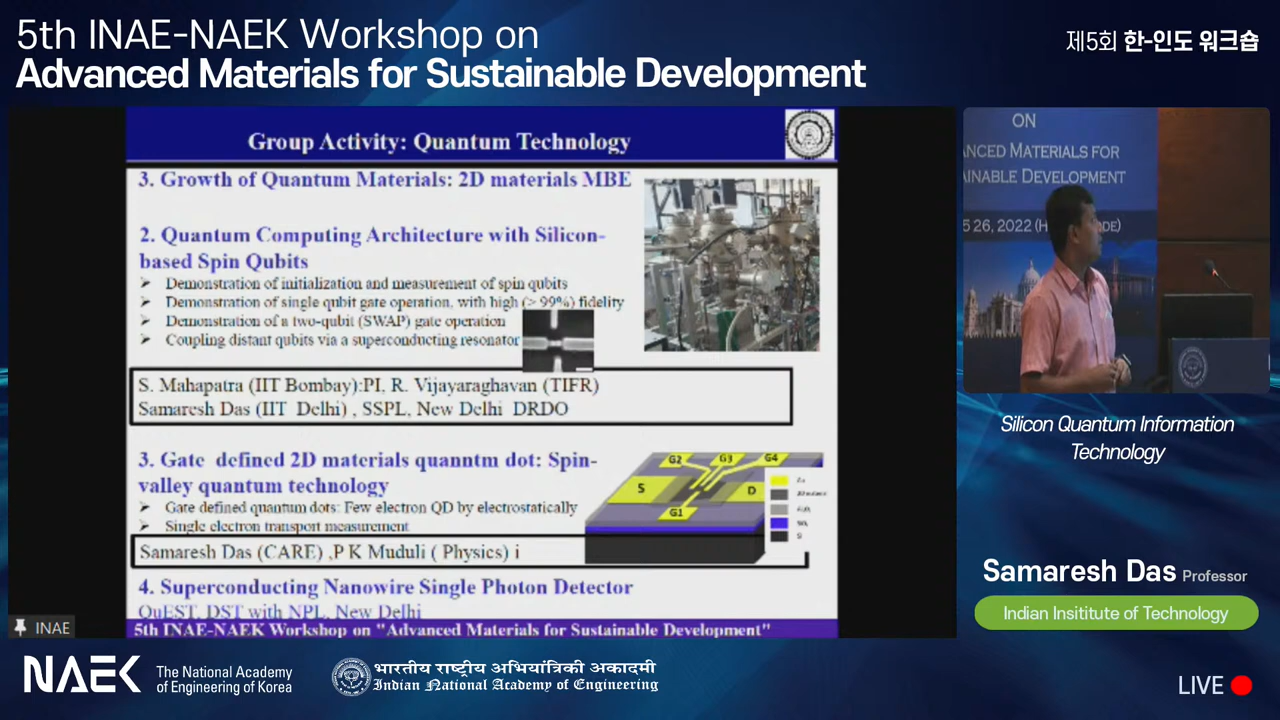 5th INAE-NAEK Workshop on
Advanced Materials for Sustainable Development
제5회 한-인도 워크숍
Group Activity: Quantum Technology
3. Growth of Quantum Materials: 2D materials MBE
2. Quantum Computing Architecture with Silicon-
based Spin Qubits
Demonstration of initialization and measurement of spin qubits
Demonstration of single qubit gate operation, with high (> 99%) fidelity
Demonstration of a two-qubit (SWAP) gate operation
Coupling distant qubits via a superconducting resonator
S. Mahapatra (IIT Bombay):PI, R. Vijayaraghavan (TIFR)
Samaresh Das (IIT Delhi) , SSPL, New Delhi DRDO
3. Gate defined 2D materials quanntm dot: Spin-
valley quantum technology
Gate defined quantum dots: Few electron QD by electrostatically
Single electron transport measurement
G2 G3 G4
S D
G1
Samaresh Das (CARE) ,P K Muduli ( Physics) i
4. Superconducting Nanowire Single Photon Detector
QuEST, DST with NPL, New Delhi
5th INAE-NAEK Workshop on "Advanced Materials for Sustainable Development"
INAE
ON
ANCED MATERIALS FOR
AINABLE DEVELOPMENT
26, 2022 (H
Silicon Quantum Information
Technology
Samaresh Das Professor
Indian Insititute of Technology
NAEK The National Academy
of Engineering of Korea
भारतीय राष्ट्रीय अभियांत्रिकी अकादमी
Indian National Academy of Engineering
LIVE